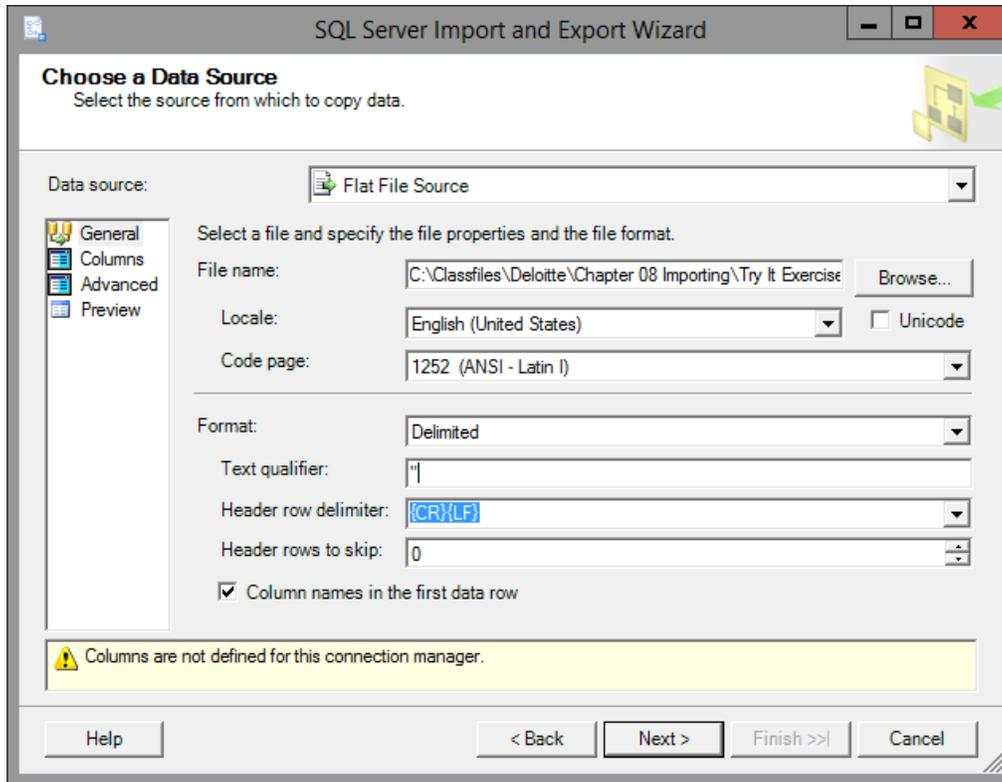 SQL Server Import and Export Wizard
Choose a Data Source
Select the source from which to copy data.
Data source:
Flat File Source
General
Columns
Advanced
Preview
Select a file and specify the file properties and the file format.
File name:
C:\Classfiles\Deloitte\Chapter 08 Importing\Try It Exercise
Browse...
Locale:
English (United States)
Unicode
Code page:
1252 (ANSI - Latin I)
Format:
Delimited
Text qualifier:
"
Header row delimiter:
{CR}{LF}
Header rows to skip:
0
Column names in the first data row
Columns are not defined for this connection manager.
Help
< Back
Next >
Finish >>|
Cancel